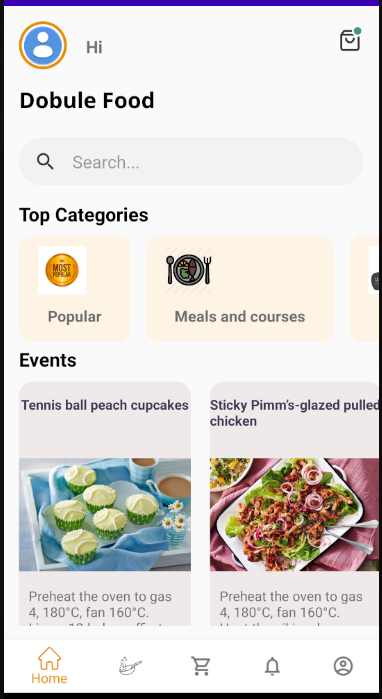 Hi
Dobule Food
Search...
Top Categories
MOST
POPULAR
Popular
Meals and courses
Events
Tennis ball peach cupcakes
Sticky Pimm's-glazed pulled
chicken
Preheat the oven to gas
4, 180°C, fan 160°C.
Preheat the oven to gas
4, 180°C, fan 160°C.
Home